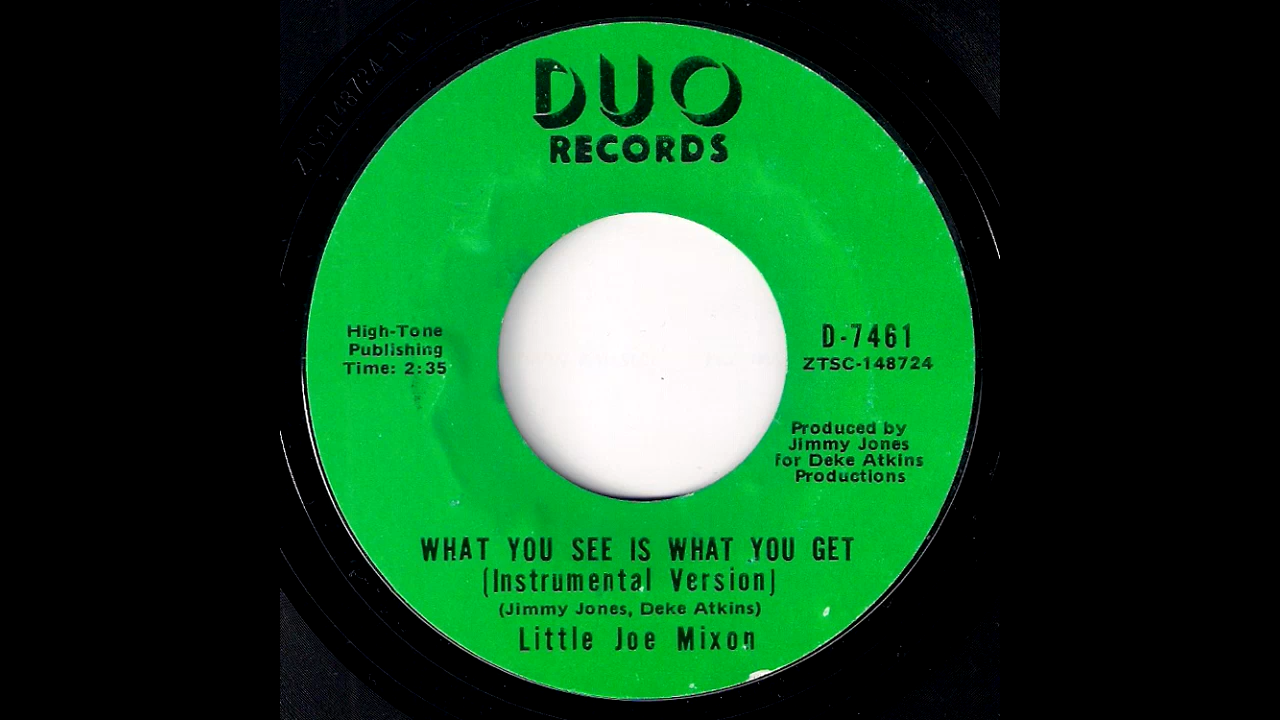 DUO
RECORDS
High-Tone
Publishing
Time: 2:35
D-7461
ZTSC-148724
Produced by
Jimmy Jones
for Deke Atkins
Productions
WHAT YOU SEE IS WHAT YOU GET
(Instrumental Version)
(Jimmy Jones, Deke Atkins)
Little Joe Mixon